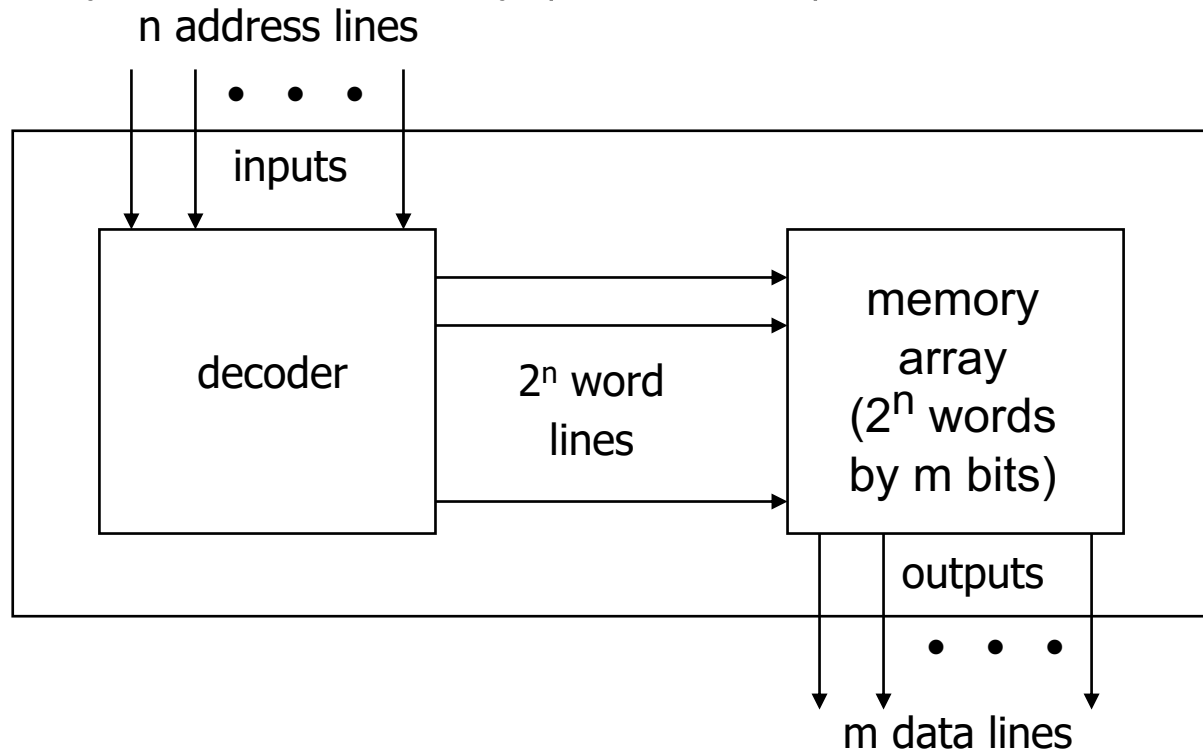 n address lines
• • •
inputs
decoder
2ⁿ word
lines
memory
array
(2ⁿ words
by m bits)
outputs
• • •
m data lines